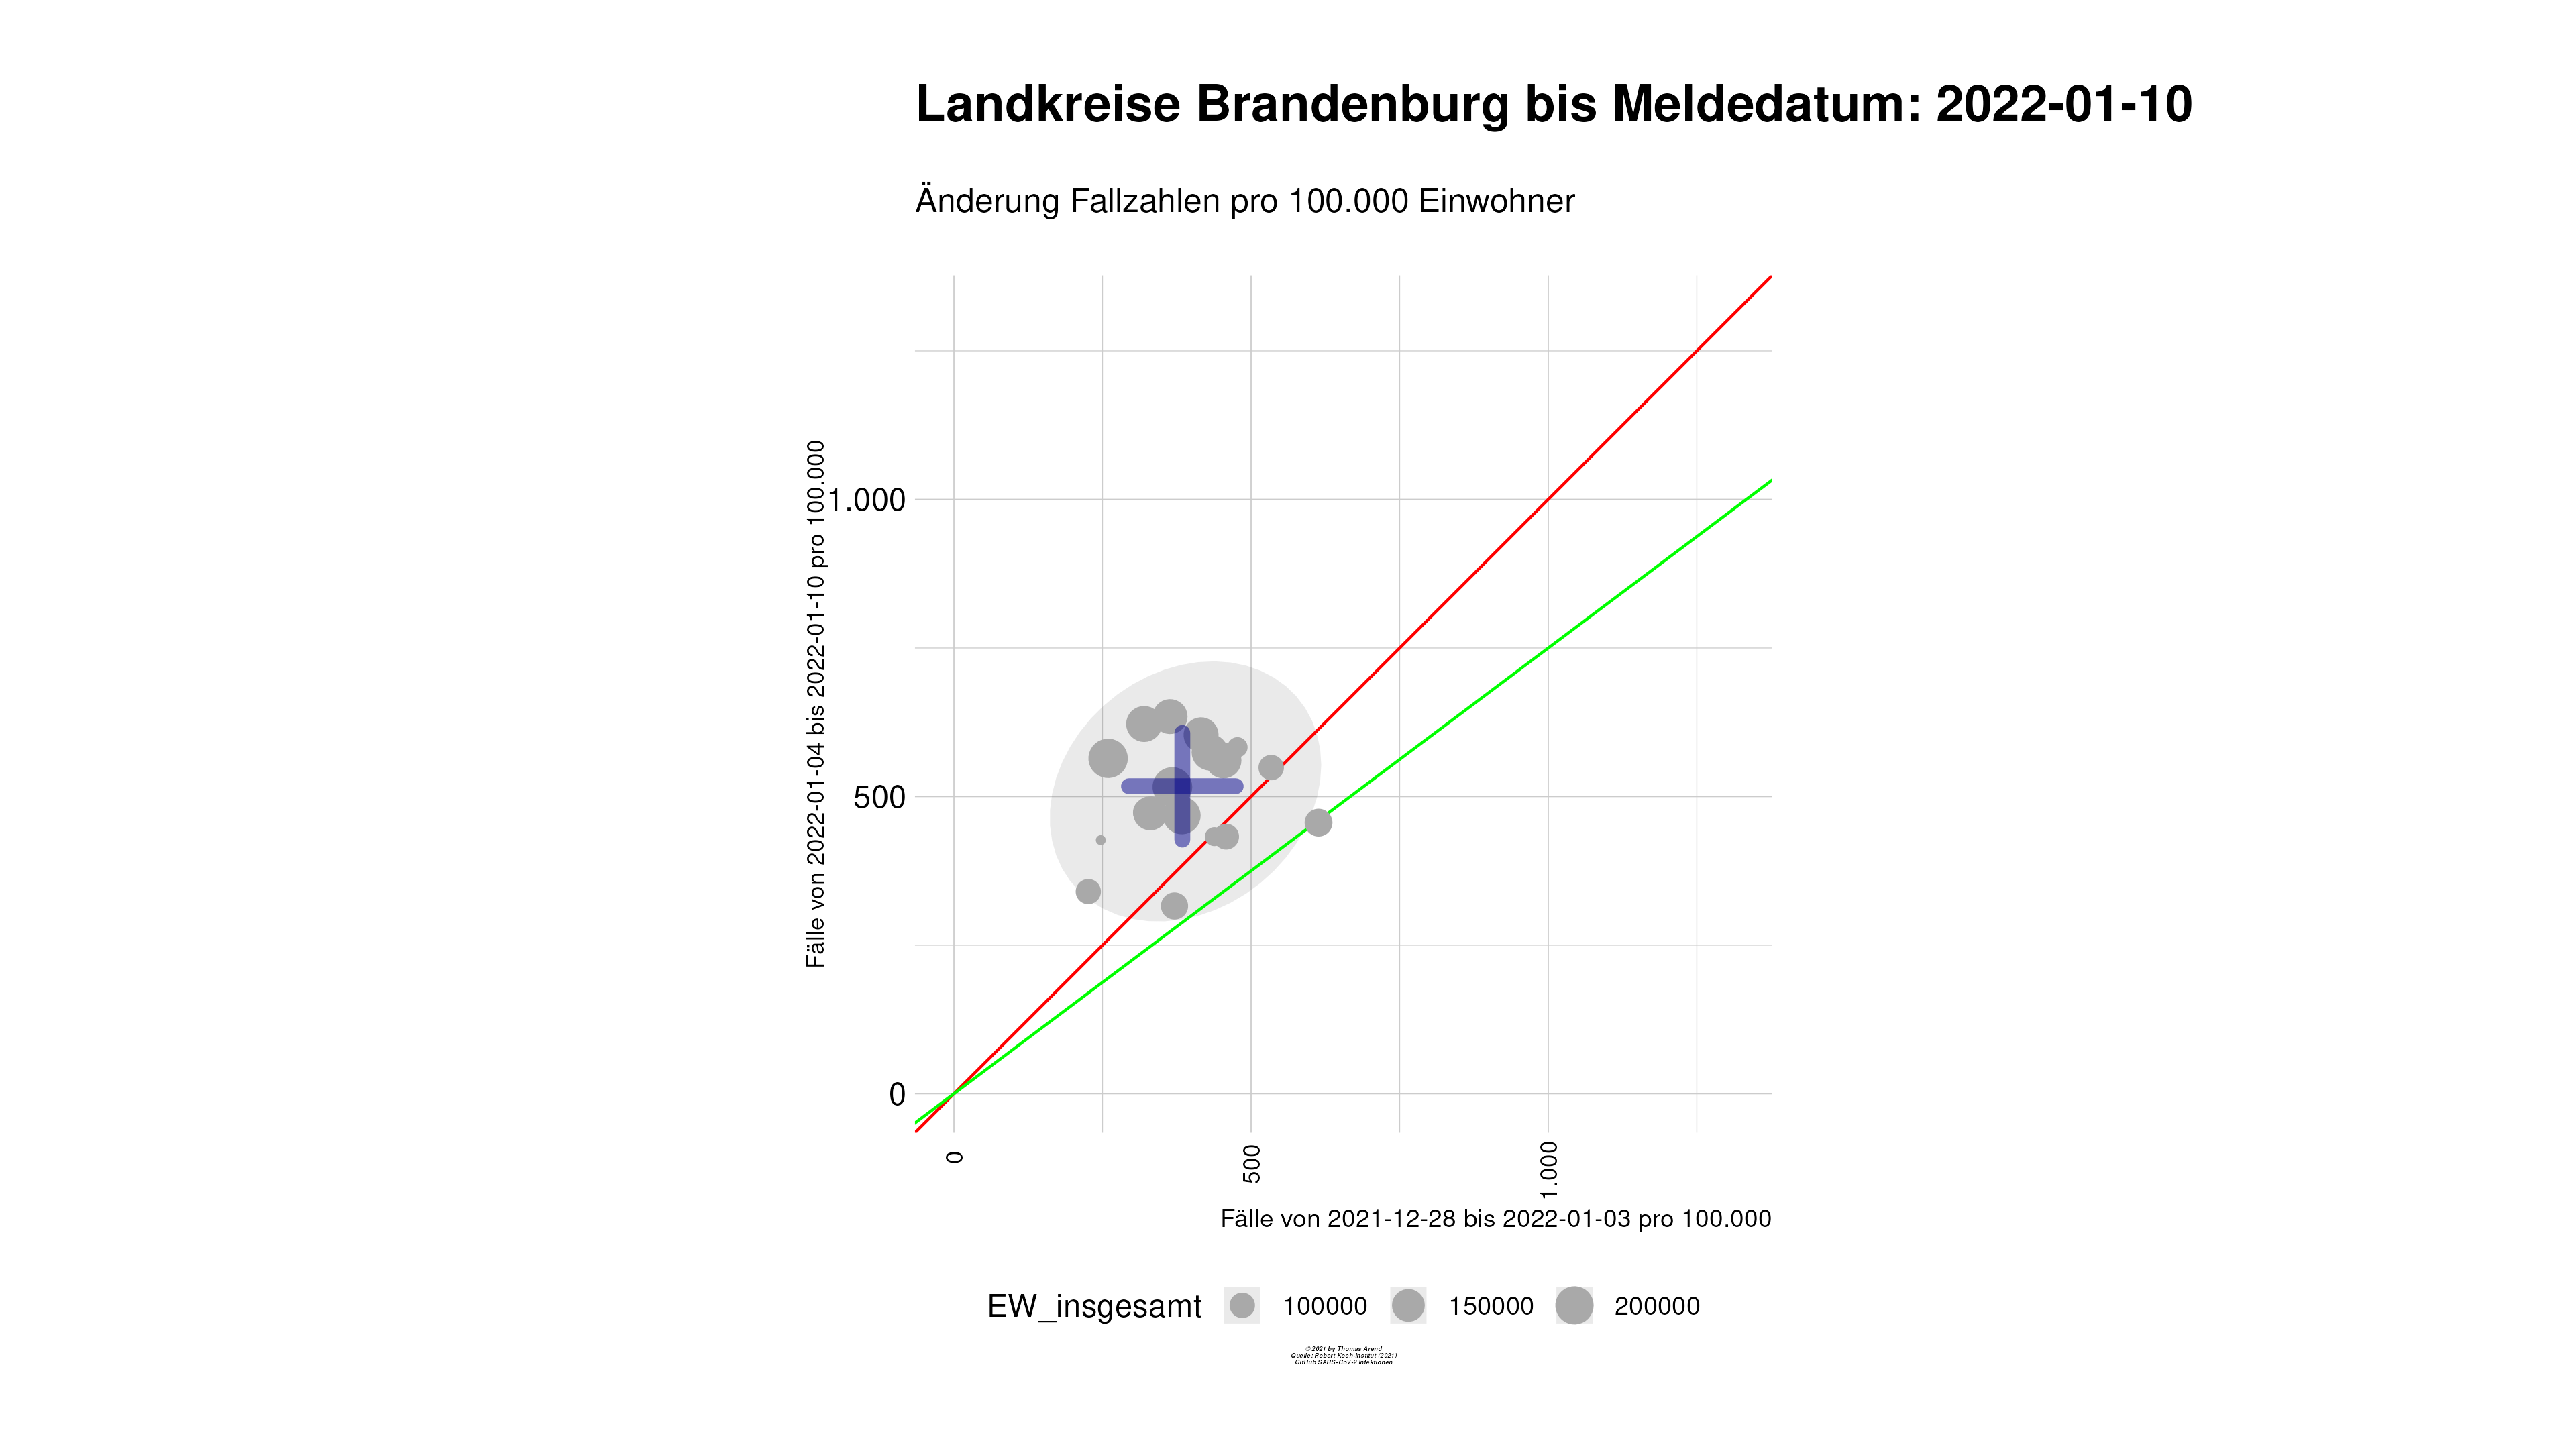 Landkreise Brandenburg bis Meldedatum: 2022-01-10
Änderung Fallzahlen pro 100.000 Einwohner
Fälle von 2022-01-04 bis 2022-01-10 pro 100.000
1.000
500
0
0
500
1.000
Fälle von 2021-12-28 bis 2022-01-03 pro 100.000
EW_insgesamt 100000 150000 200000
© 2021 by Thomas Arend
Quelle: Robert Koch-Institut (2021)
GitHub SARS-CoV-2 Infektionen